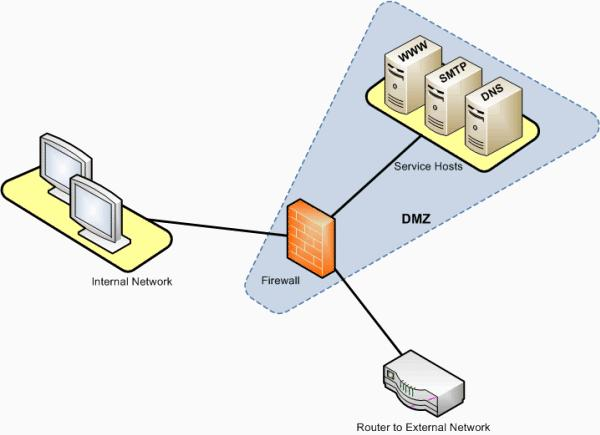 WWW
SMTP
DNS
Service Hosts
DMZ
Internal Network
Firewall
Router to External Network